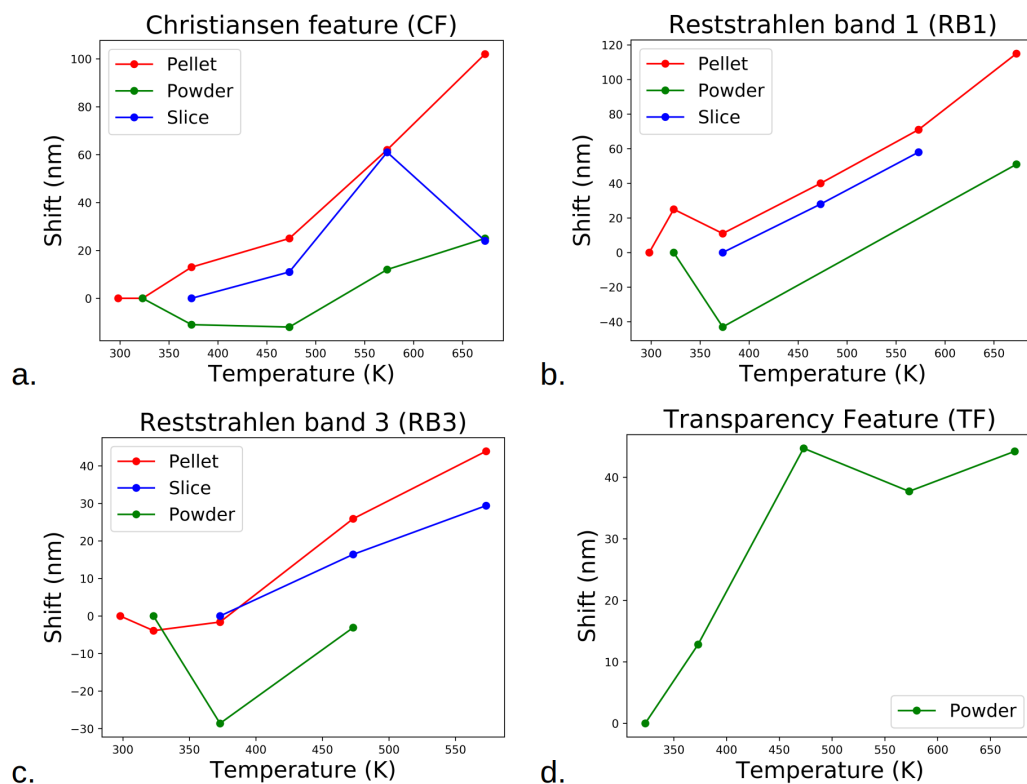 Christiansen feature (CF)
Pellet
Powder
Slice
Shift (nm)
100
80
60
40
20
0
300 350 400 450 500 550 600 650
Temperature (K)
a.
Reststrahlen band 1 (RB1)
Pellet
Powder
Slice
Shift (nm)
120
100
80
60
40
20
0
−20
−40
300 350 400 450 500 550 600 650
Temperature (K)
b.
Reststrahlen band 3 (RB3)
Pellet
Slice
Powder
Shift (nm)
40
30
20
10
0
−10
−20
−30
300 350 400 450 500 550
Temperature (K)
c.
Transparency Feature (TF)
Shift (nm)
40
30
20
10
0
Powder
350 400 450 500 550 600 650
Temperature (K)
d.